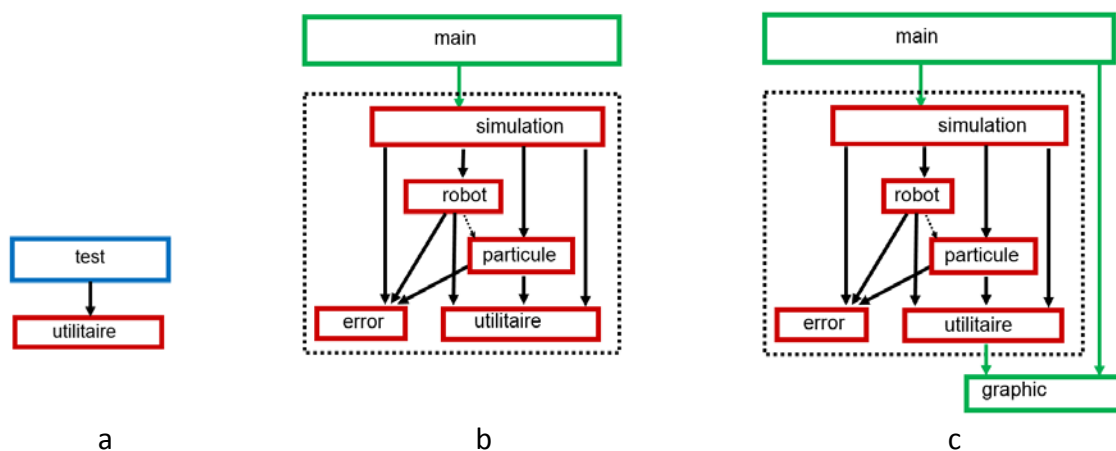 test
utilitaire
a
main
simulation
robot
particule
error
utilitaire
b
main
simulation
robot
particule
error
utilitaire
graphic
c